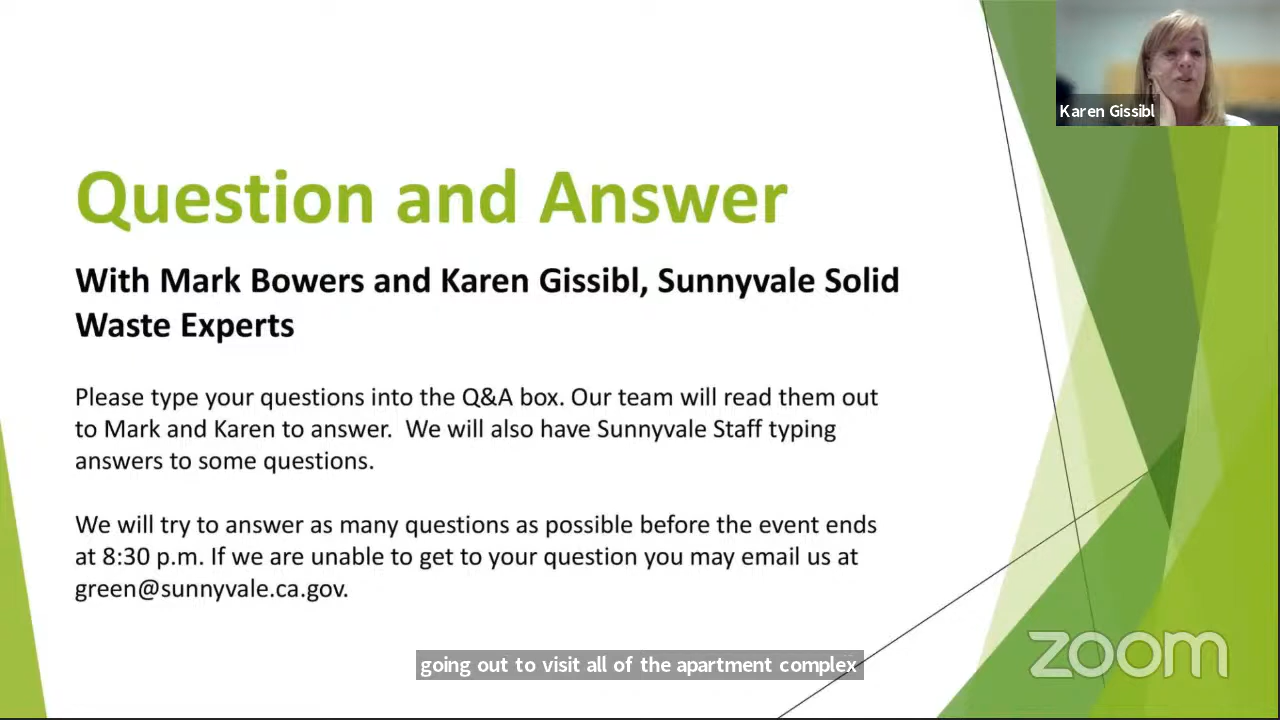 Karen Gissibl
Question and Answer
With Mark Bowers and Karen Gissibl, Sunnyvale Solid
Waste Experts
Please type your questions into the Q&A box. Our team will read them out
to Mark and Karen to answer.  We will also have Sunnyvale Staff typing
answers to some questions.
We will try to answer as many questions as possible before the event ends
at 8:30 p.m. If we are unable to get to your question you may email us at
green@sunnyvale.ca.gov.
going out to visit all of the apartment complex
zoom